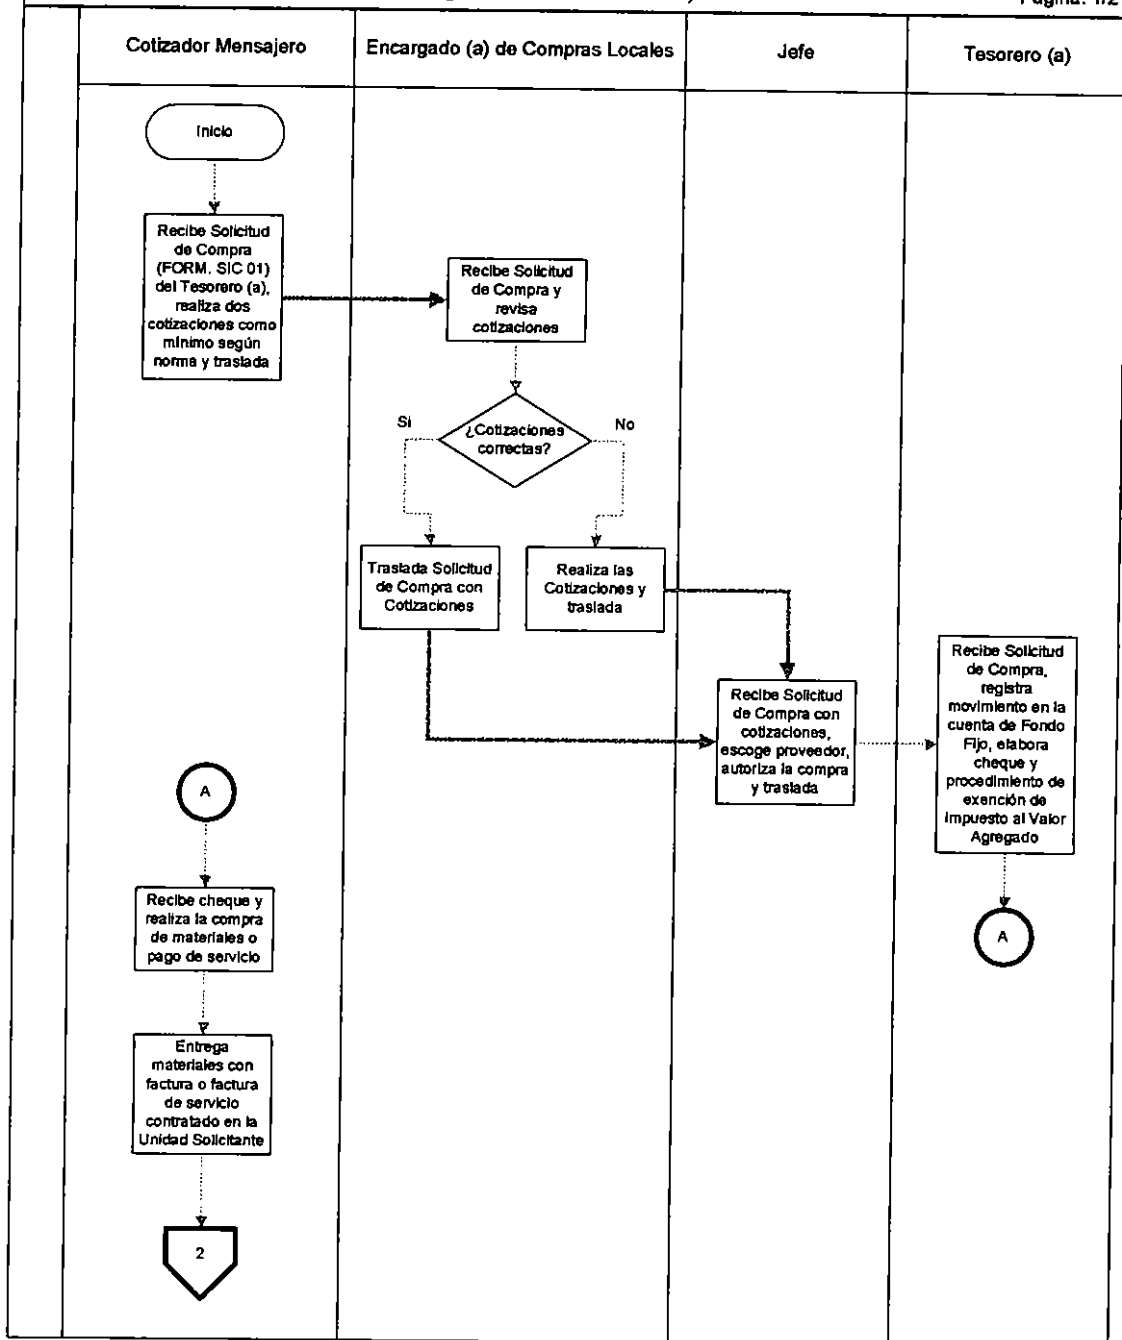 Página: 1/2
Cotizador Mensajero
Encargado (a) de Compras Locales
Jefe
Tesorero (a)
Inicio
Recibe Solicitud
de Compra
(FORM. SIC 01)
del Tesorero (a),
realiza dos
cotizaciones como
mínimo según
norma y traslada
Recibe Solicitud
de Compra y
revisa
cotizaciones
¿Cotizaciones
correctas?
Si
No
Traslada Solicitud
de Compra con
Cotizaciones
Realiza las
Cotizaciones y
traslada
Recibe Solicitud
de Compra con
cotizaciones,
escoge proveedor,
autoriza la compra
y traslada
Recibe Solicitud
de Compra,
registra
movimiento en la
cuenta de Fondo
Fijo, elabora
cheque y
procedimiento de
exención de
Impuesto al Valor
Agregado
A
A
Recibe cheque y
realiza la compra
de materiales o
pago de servicio
Entrega
materiales con
factura o factura
de servicio
contratado en la
Unidad Solicitante
2